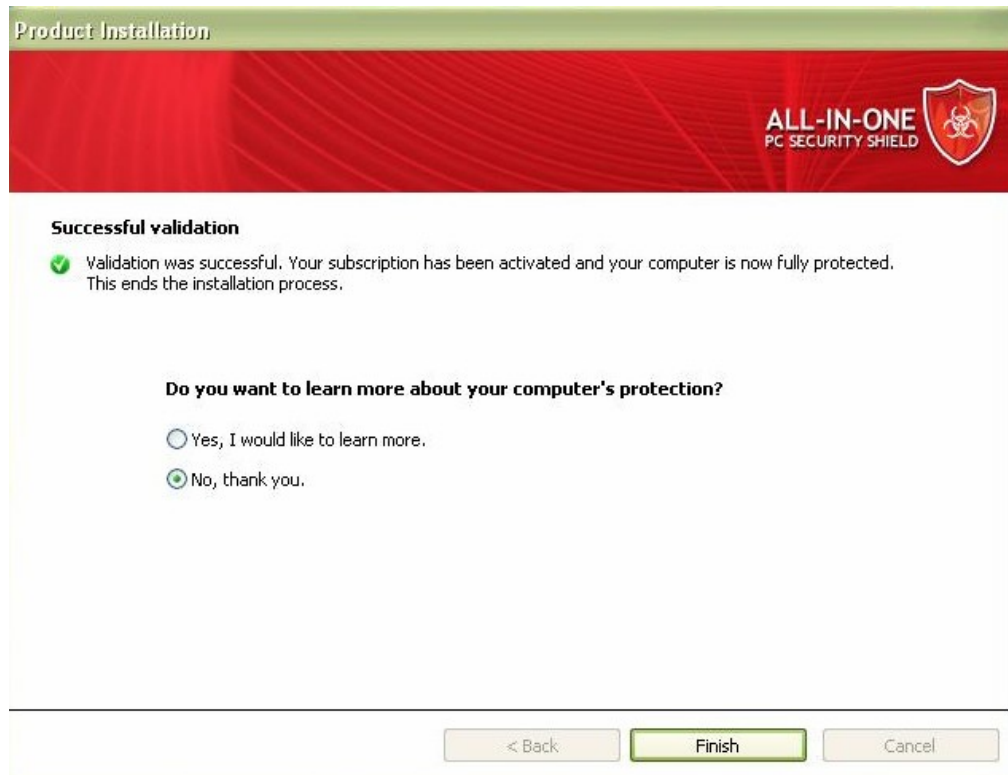 Product Installation
ALL-IN-ONE
PC SECURITY SHIELD
Successful validation
Validation was successful. Your subscription has been activated and your computer is now fully protected.
This ends the installation process.
Do you want to learn more about your computer's protection?
Yes, I would like to learn more.
No, thank you.
< Back
Finish
Cancel